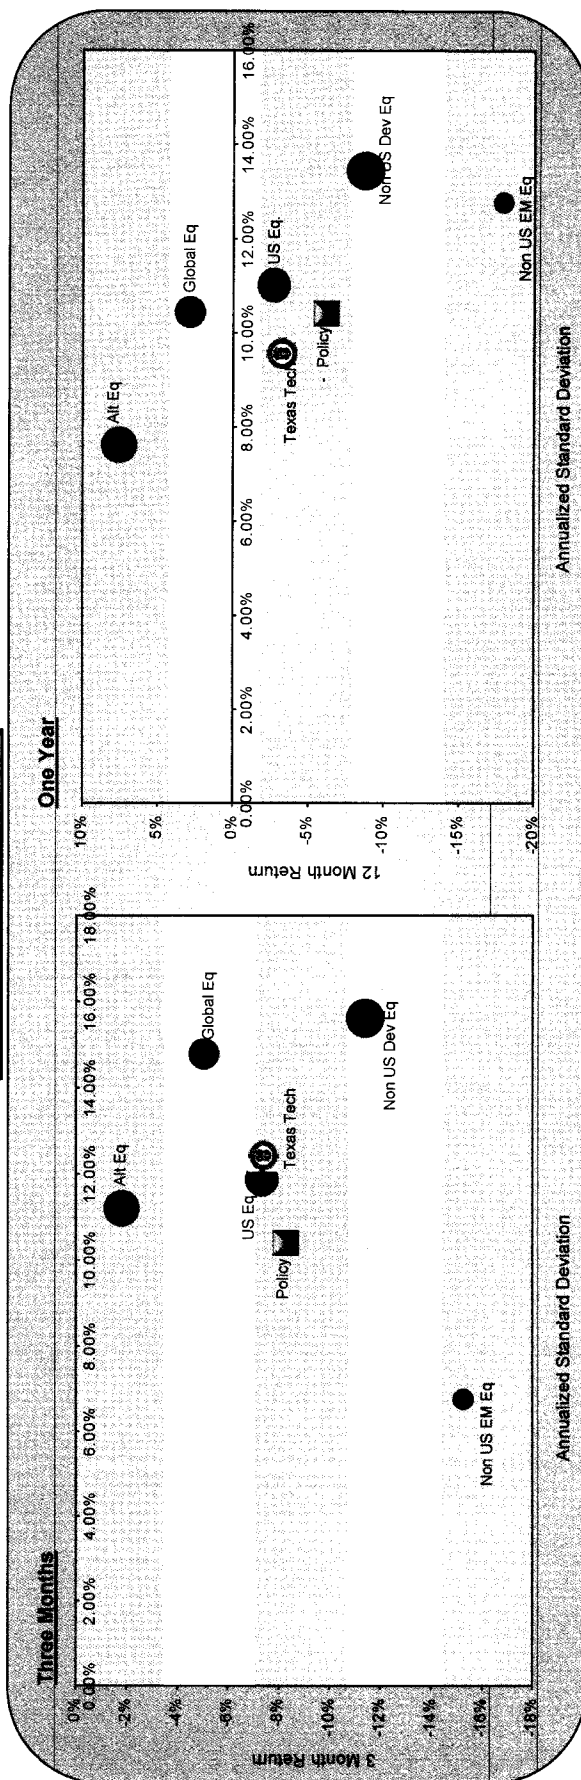 Three Months
3 Month Return
0%
-2%
-4%
-6%
-8%
-10%
-12%
-14%
-16%
-18%
0.00%
2.00%
4.00%
6.00%
8.00%
10.00%
12.00%
14.00%
16.00%
18.00%
Alt Eq
Global Eq
US Eq
Texas Tech
Policy
Non US Dev Eq
Non US EM Eq
Annualized Standard Deviation
One Year
12 Month Return
10%
5%
0%
-5%
-10%
-15%
-20%
0.00%
2.00%
4.00%
6.00%
8.00%
10.00%
12.00%
14.00%
16.00%
Alt Eq
Global Eq
US Eq.
Texas Tech
- Policy
Non US Dev Eq
Non US EM Eq
Annualized Standard Deviation